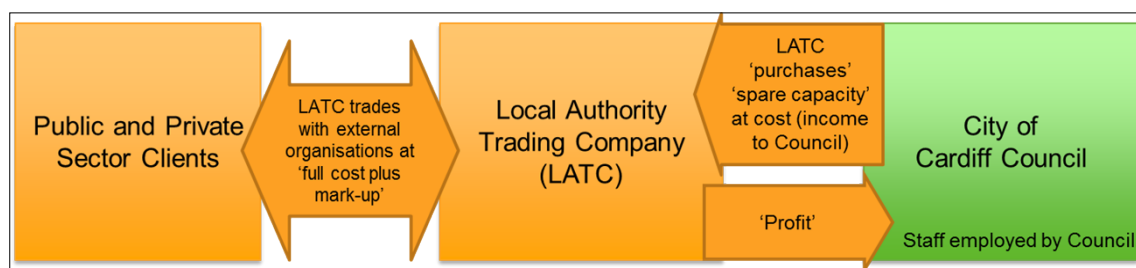 Public and Private
Sector Clients
LATC trades
with external
organisations at
‘full cost plus
mark-up’
Local Authority
Trading Company
(LATC)
LATC
‘purchases’
‘spare capacity’
at cost (income
to Council)
‘Profit’
City of
Cardiff Council
Staff employed by Council